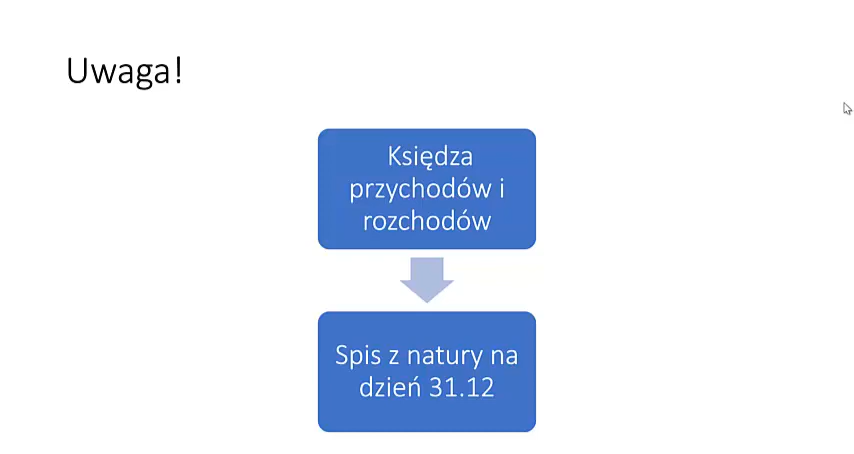 Uwaga!
Księdza
przychodów i
rozchodów
Spis z natury na
dzień 31.12